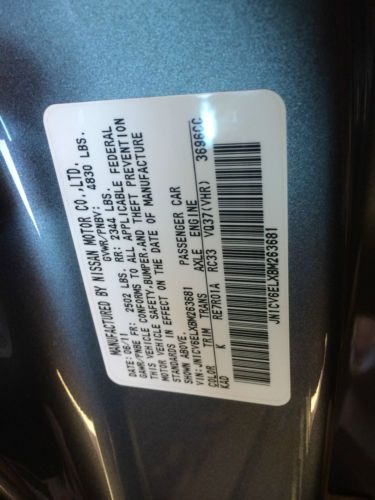 MANUFACTURED BY NISSAN MOTOR CO.,LTD.
DATE: 06/11 GVWR/PNBV: 4830 LBS.
GAWR/PNBE FR: 2502 LBS. RR: 2344 LBS.
THIS VEHICLE CONFORMS TO ALL APPLICABLE FEDERAL
MOTOR VEHICLE SAFETY,BUMPER,AND THEFT PREVENTION
STANDARDS IN EFFECT ON THE DATE OF MANUFACTURE
SHOWN ABOVE.
VIN:JN1CV6ELXBM263681 PASSENGER CAR
COLOR TRIM TRANS AXLE ENGINE
KAD K RE7R01A RC33 VQ37(VHR) 3696CC
JN1CV6ELXBM263681